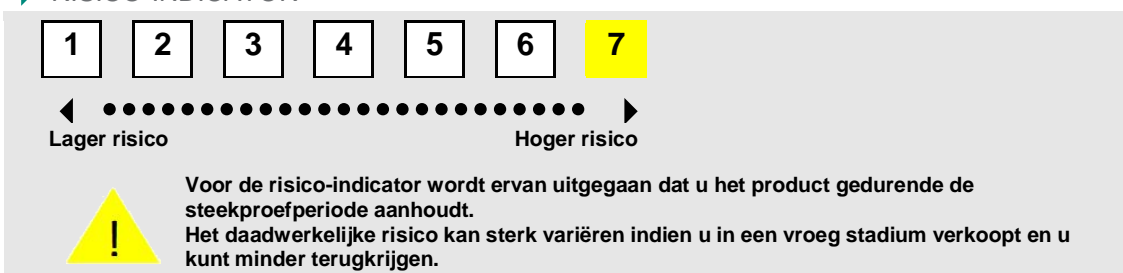 RISICO-INDICATOR
1 2 3 4 5 6 7
Lager risico Hoger risico
Voor de risico-indicator wordt ervan uitgegaan dat u het product gedurende de
steekproefperiode aanhoudt.
! Het daadwerkelijke risico kan sterk variëren indien u in een vroeg stadium verkoopt en u
kunt minder terugkrijgen.